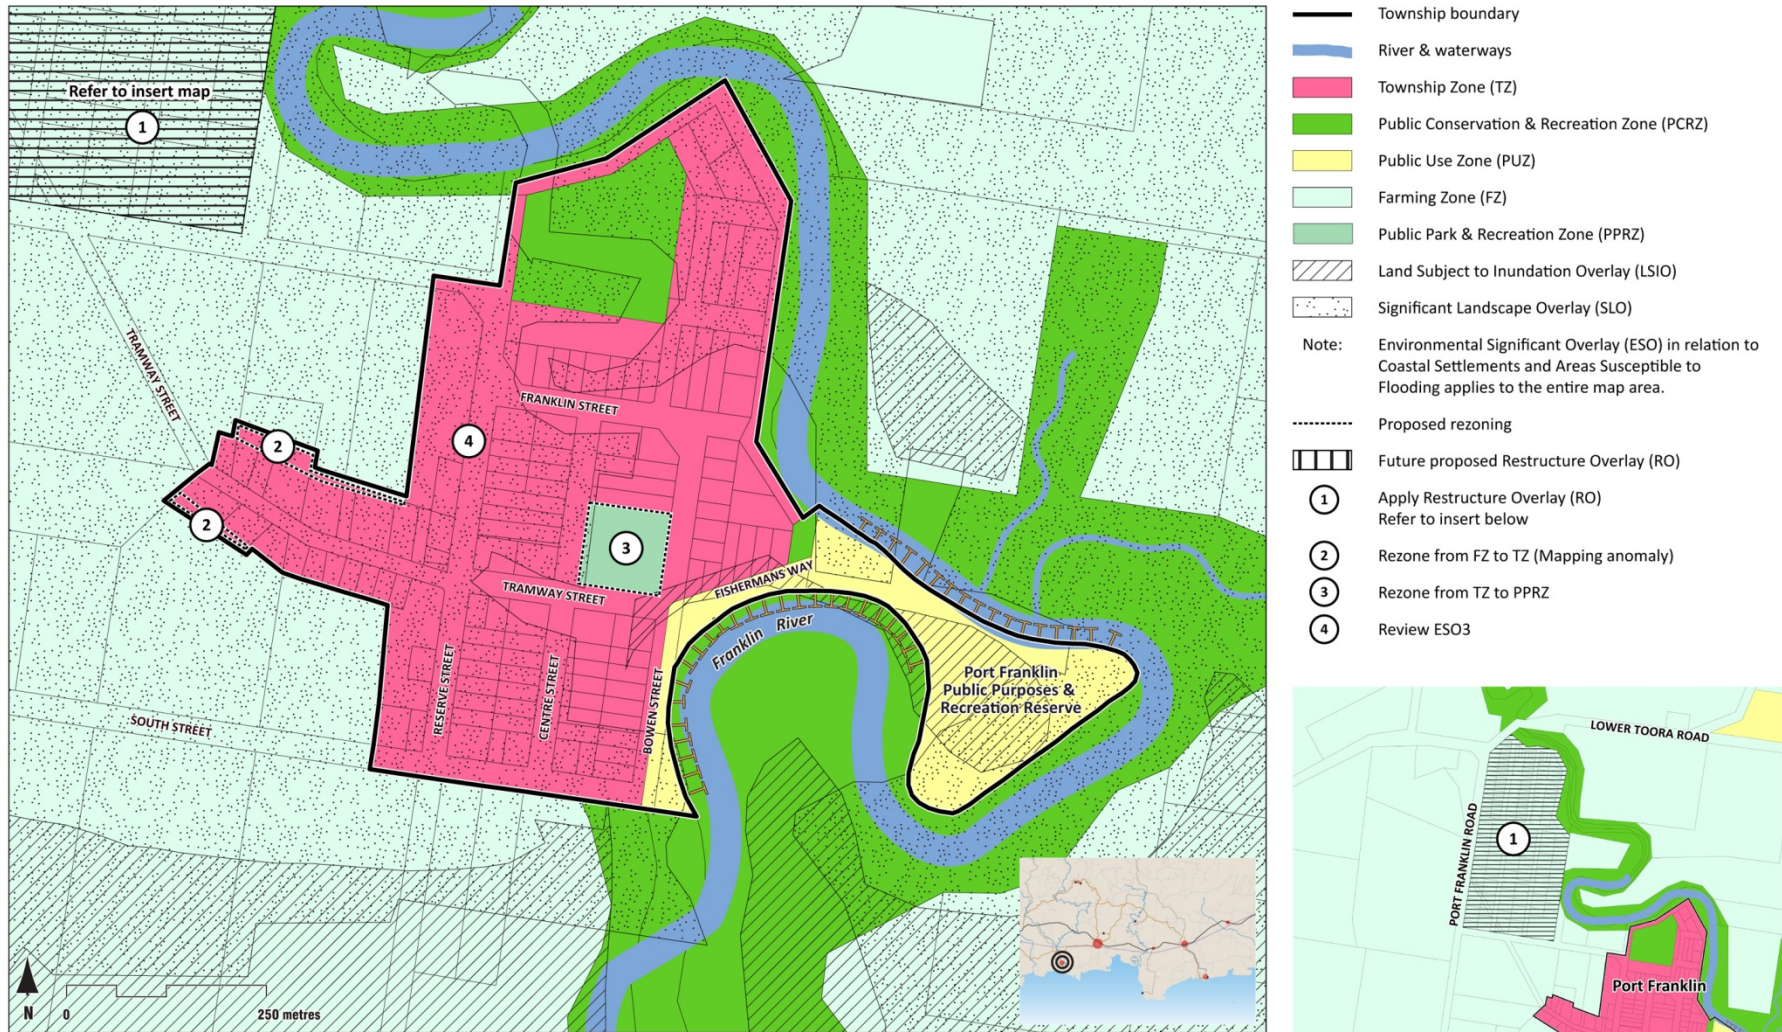 Refer to insert map
1
TRAMWAY STREET
2
2
4
FRANKLIN STREET
3
TRAMWAY STREET
FISHERMANS WAY
Franklin River
RESERVE STREET
CENTRE STREET
BOWEN STREET
SOUTH STREET
Port Franklin
Public Purposes &
Recreation Reserve
N
0
250 metres
Township boundary
River & waterways
Township Zone (TZ)
Public Conservation & Recreation Zone (PCRZ)
Public Use Zone (PUZ)
Farming Zone (FZ)
Public Park & Recreation Zone (PPRZ)
Land Subject to Inundation Overlay (LSIO)
Significant Landscape Overlay (SLO)
Note: Environmental Significant Overlay (ESO) in relation to
Coastal Settlements and Areas Susceptible to
Flooding applies to the entire map area.
Proposed rezoning
Future proposed Restructure Overlay (RO)
1 Apply Restructure Overlay (RO)
Refer to insert below
2 Rezone from FZ to TZ (Mapping anomaly)
3 Rezone from TZ to PPRZ
4 Review ESO3
LOWER TOORA ROAD
PORT FRANKLIN ROAD
1
Port Franklin